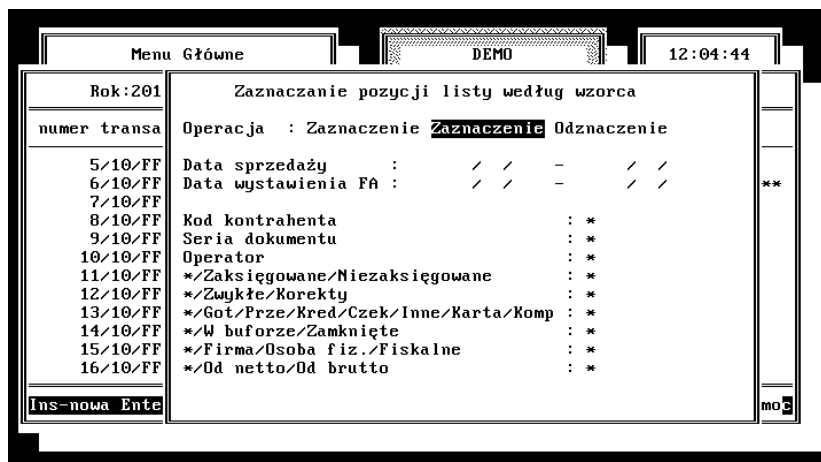 Menu Główne DEMO 12:04:44
Rok:201 Zaznaczanie pozycji listy według wzorca
numer transa Operacja : Zaznaczenie Zaznaczenie Odznaczenie
5/10/FF Data sprzedaży : / / - / /
6/10/FF Data wystawienia FA : / / - / / **
7/10/FF
8/10/FF Kod kontrahenta : *
9/10/FF Seria dokumentu : *
10/10/FF Operator : *
11/10/FF */Zaksięgowane/Niezaksięgowane : *
12/10/FF */Zwykłe/Korekty : *
13/10/FF */Got/Prze/Kred/Czek/Inne/Karta/Komp : *
14/10/FF */W buforze/Zamknięte : *
15/10/FF */Firma/Osoba fiz./Fiskalne : *
16/10/FF */Od netto/Od brutto : *
Ins-nowa Ente moc